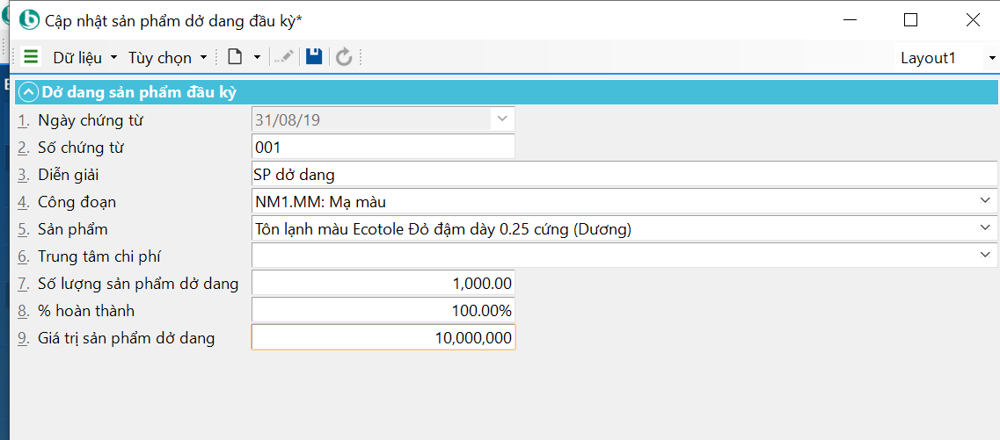 Cập nhật sản phẩm dở dang đầu kỳ*
Dữ liệu Tùy chọn Layout1
Dở dang sản phẩm đầu kỳ
1. Ngày chứng từ 31/08/19
2. Số chứng từ 001
3. Diễn giải SP dở dang
4. Công đoạn NM1.MM: Mạ màu
5. Sản phẩm Tôn lạnh màu Ecotole Đỏ đậm dày 0.25 cứng (Dương)
6. Trung tâm chi phí
7. Số lượng sản phẩm dở dang 1,000.00
8. % hoàn thành 100.00%
9. Giá trị sản phẩm dở dang 10,000,000